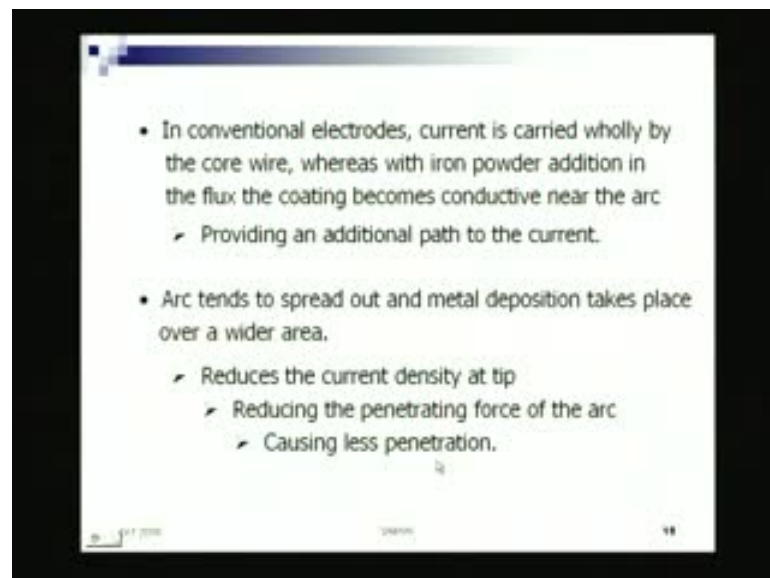 • In conventional electrodes, current is carried wholly by
the core wire, whereas with iron powder addition in
the flux the coating becomes conductive near the arc
➢ Providing an additional path to the current.
• Arc tends to spread out and metal deposition takes place
over a wider area.
➢ Reduces the current density at tip
➢ Reducing the penetrating force of the arc
➢ Causing less penetration.